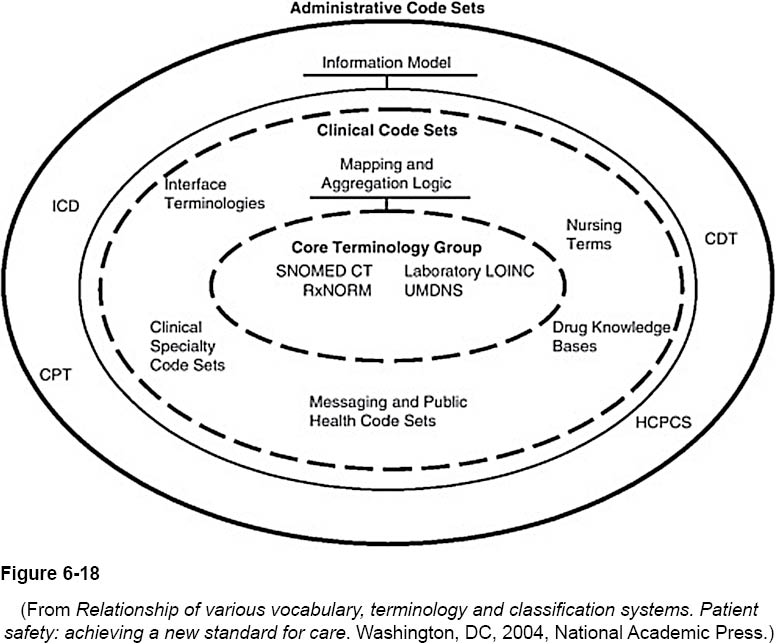 Administrative Code Sets
Information Model
Clinical Code Sets
Mapping and
Aggregation Logic
Interface
Terminologies
ICD
Nursing
Terms
CDT
Core Terminology Group
SNOMED CT Laboratory LOINC
RxNORM UMDNS
Clinical
Specialty
Code Sets
Drug Knowledge
Bases
CPT
Messaging and Public
Health Code Sets
HCPCS
Figure 6-18
(From Relationship of various vocabulary, terminology and classification systems. Patient
safety: achieving a new standard for care. Washington, DC, 2004, National Academic Press.)